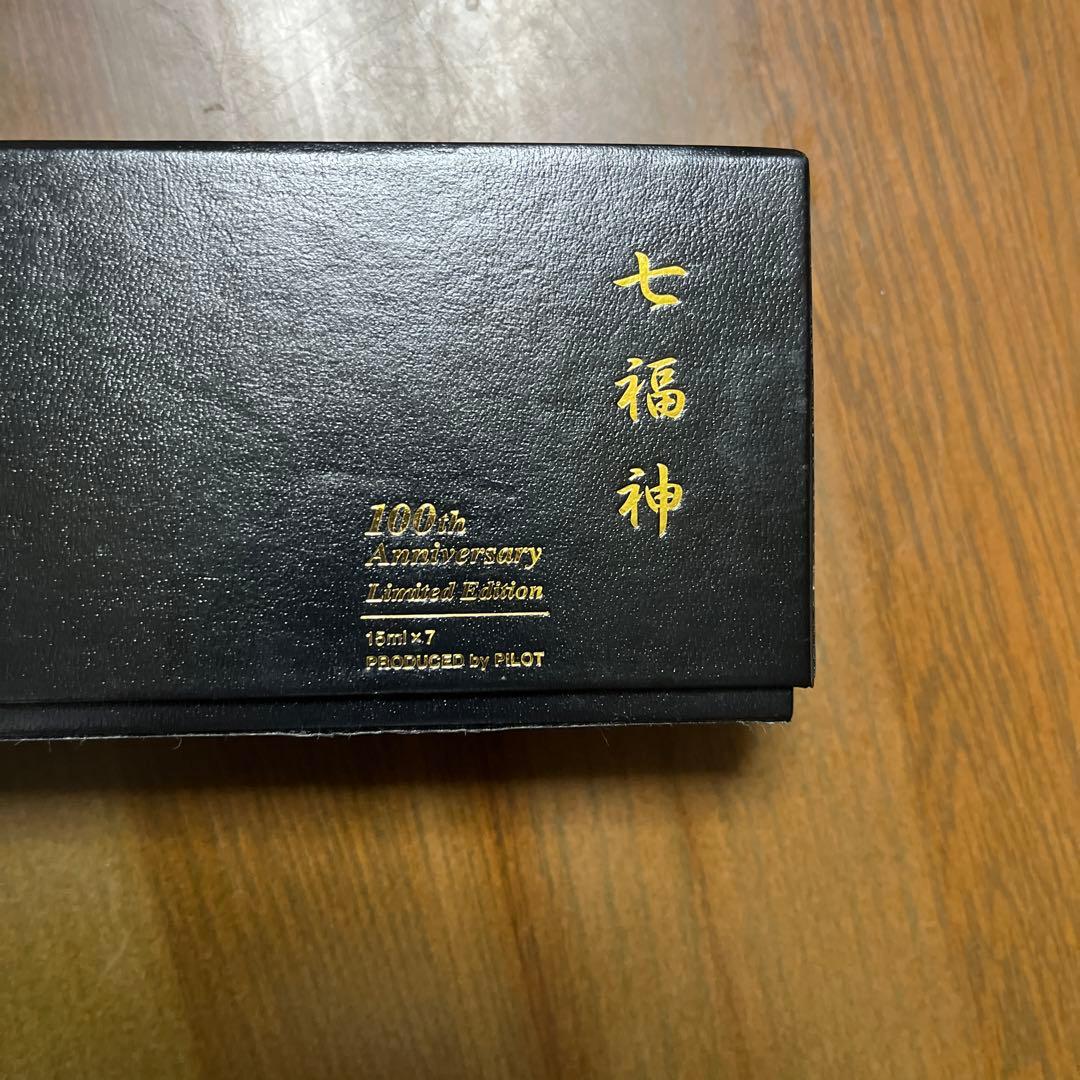 七福神
100th
Anniversary
Limited Edition
15ml×7
PRODUCED by PILOT